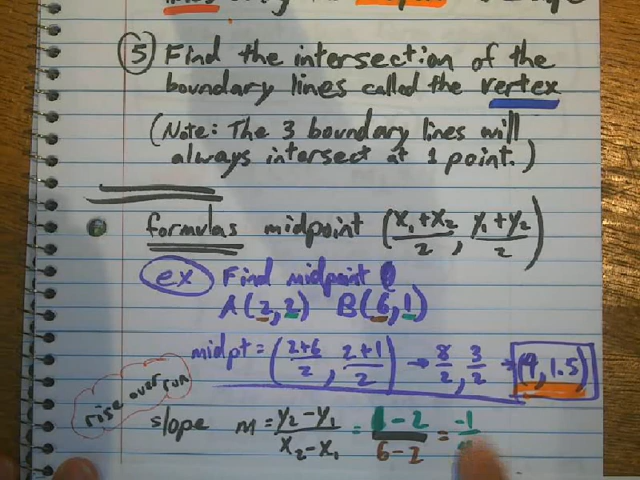 lines
⑤ Find the intersection of the
boundary lines called the vertex
(Note: The 3 boundary lines will
always intersect at 1 point.)
formulas midpoint (x₁+x₂/2, y₁+y₂/2)
ex Find midpoint
A(2,2) B(6,1)
midpt = (2+6/2, 2+1/2) → 8/2, 3/2 → (4, 1.5)
rise over run
slope m = y₂-y₁/x₂-x₁ = 1-2/6-2 = -1/